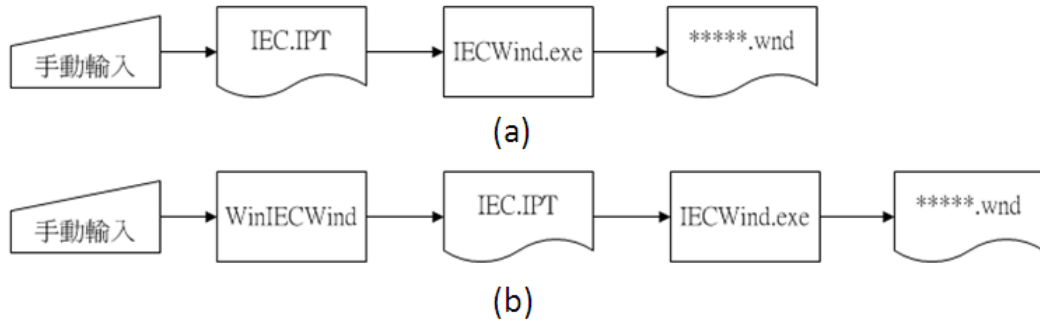 手動輸入
IEC.IPT
IECWind.exe
*****.wnd
(a)
手動輸入
WinIECWind
IEC.IPT
IECWind.exe
*****.wnd
(b)